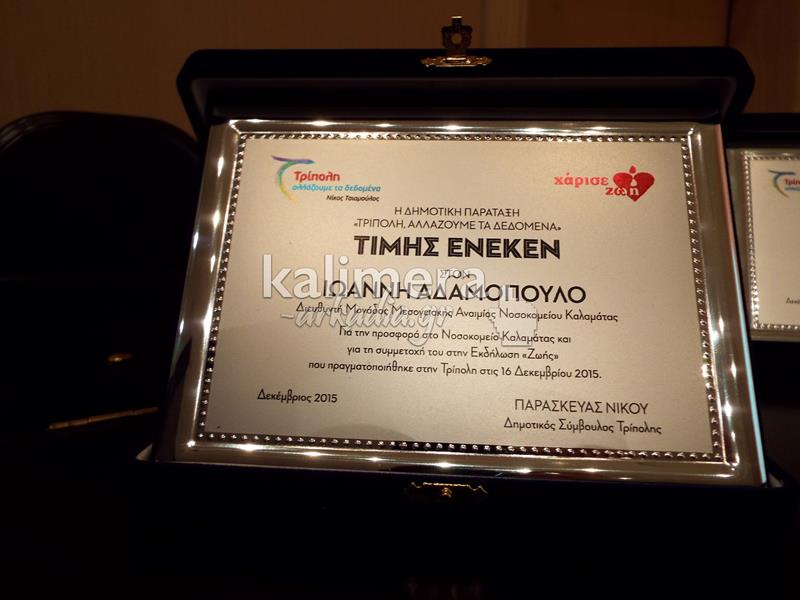 Τρίπολη
αλλάζουμε τα δεδομένα
Νίκος Τσιαμούλος
χάρισε
ζωή
Η ΔΗΜΟΤΙΚΗ ΠΑΡΑΤΑΞΗ
«ΤΡΙΠΟΛΗ, ΑΛΛΑΖΟΥΜΕ ΤΑ ΔΕΔΟΜΕΝΑ»
ΤΙΜΗΣ ΕΝΕΚΕΝ
ΣΤΟΝ
ΙΩΑΝΝΗ ΑΔΑΜΟΠΟΥΛΟ
Διευθυντή Μονάδας Μεσογειακής Αναιμίας Νοσοκομείου Καλαμάτας
Για την προσφορά στο Νοσοκομείο Καλαμάτας και
για τη συμμετοχή του στην Εκδήλωση «Ζωής»
που πραγματοποιήθηκε στην Τρίπολη στις 16 Δεκεμβρίου 2015.
Δεκέμβριος 2015
ΠΑΡΑΣΚΕΥΑΣ ΝΙΚΟΥ
Δημοτικός Σύμβουλος Τρίπολης
kalimera
-arkadia.gr